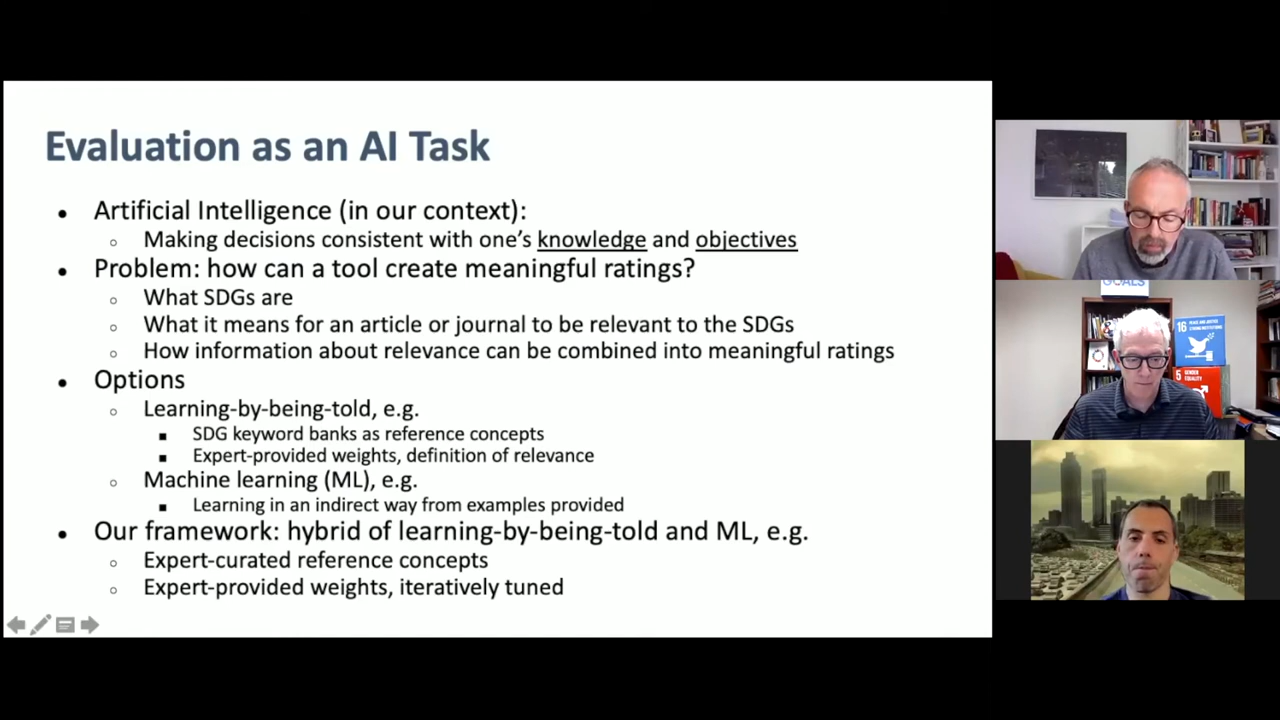 Evaluation as an AI Task
• Artificial Intelligence (in our context):
○ Making decisions consistent with one's knowledge and objectives
• Problem: how can a tool create meaningful ratings?
○ What SDGs are
○ What it means for an article or journal to be relevant to the SDGs
○ How information about relevance can be combined into meaningful ratings
• Options
○ Learning-by-being-told, e.g.
▪ SDG keyword banks as reference concepts
▪ Expert-provided weights, definition of relevance
○ Machine learning (ML), e.g.
▪ Learning in an indirect way from examples provided
• Our framework: hybrid of learning-by-being-told and ML, e.g.
○ Expert-curated reference concepts
○ Expert-provided weights, iteratively tuned
GOALS
16 PEACE AND JUSTICE
STRONG INSTITUTIONS
5 GENDER
EQUALITY